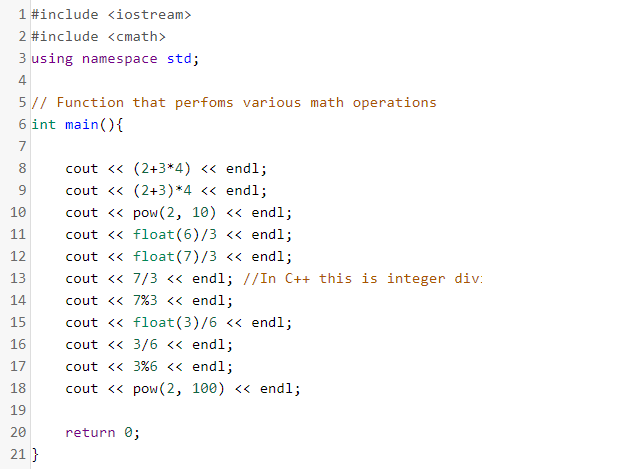 1 #include <iostream>
2 #include <cmath>
3 using namespace std;
4
5 // Function that perfoms various math operations
6 int main(){
7
8 cout << (2+3*4) << endl;
9 cout << (2+3)*4 << endl;
10 cout << pow(2, 10) << endl;
11 cout << float(6)/3 << endl;
12 cout << float(7)/3 << endl;
13 cout << 7/3 << endl; //In C++ this is integer
14 cout << 7%3 << endl;
15 cout << float(3)/6 << endl;
16 cout << 3/6 << endl;
17 cout << 3%6 << endl;
18 cout << pow(2, 100) << endl;
19
20 return 0;
21 }